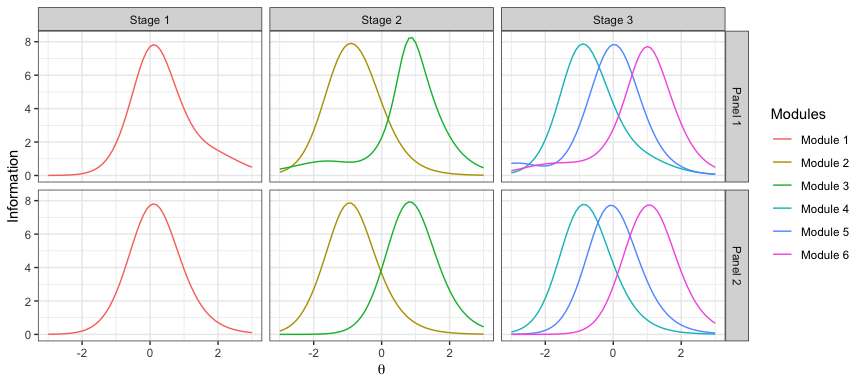 Stage 1
Stage 2
Stage 3
Information
8
6
4
2
0
Panel 1
8
6
4
2
0
Panel 2
-2
0
2
-2
0
2
-2
0
2
θ
Modules
Module 1
Module 2
Module 3
Module 4
Module 5
Module 6